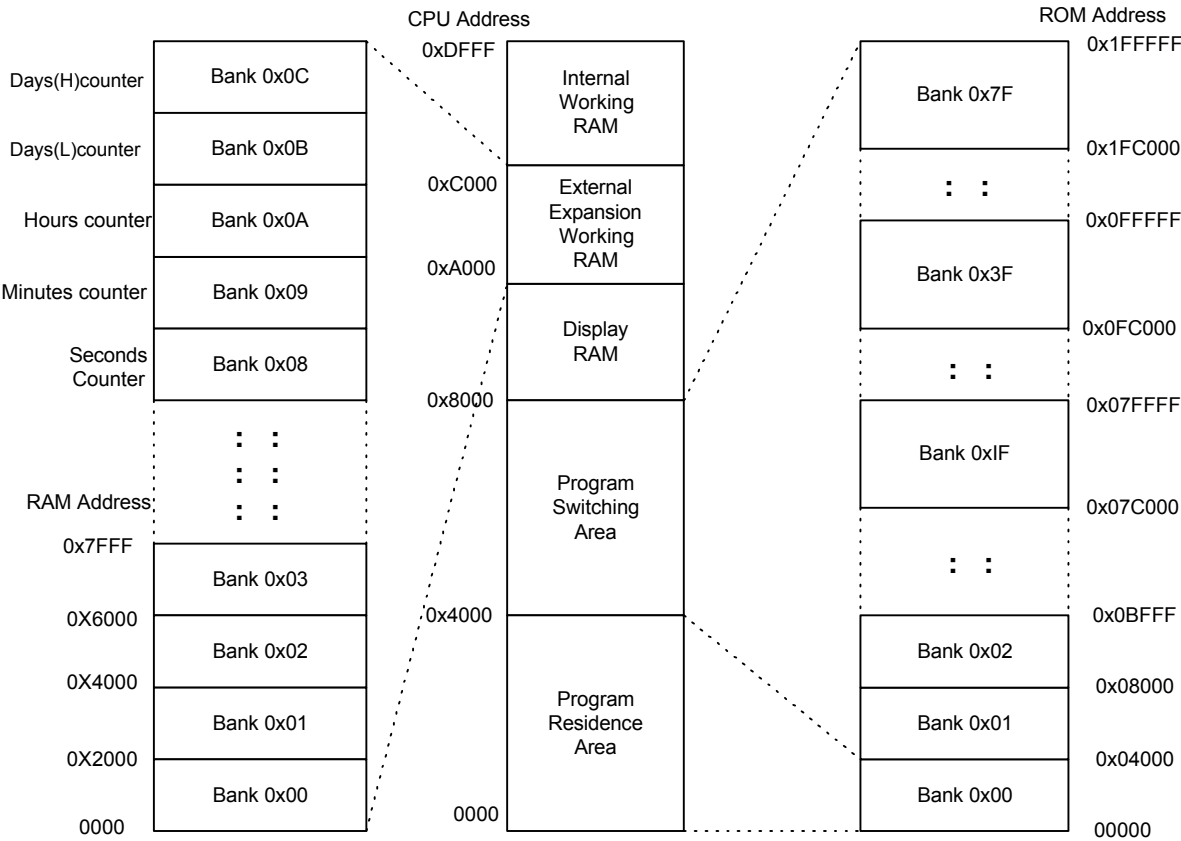 CPU Address
ROM Address
Days(H)counter
Bank 0x0C
Days(L)counter
Bank 0x0B
Hours counter
Bank 0x0A
Minutes counter
Bank 0x09
Seconds
Counter
Bank 0x08
: :
: :
: :
RAM Address
0x7FFF
Bank 0x03
0X6000
Bank 0x02
0X4000
Bank 0x01
0X2000
Bank 0x00
0000
0xDFFF
Internal
Working
RAM
0xC000
External
Expansion
Working
RAM
0xA000
Display
RAM
0x8000
Program
Switching
Area
0x4000
Program
Residence
Area
0000
0x1FFFFF
Bank 0x7F
0x1FC000
: :
0x0FFFFF
Bank 0x3F
0x0FC000
: :
0x07FFFF
Bank 0xIF
0x07C000
: :
0x0BFFF
Bank 0x02
0x08000
Bank 0x01
0x04000
Bank 0x00
00000